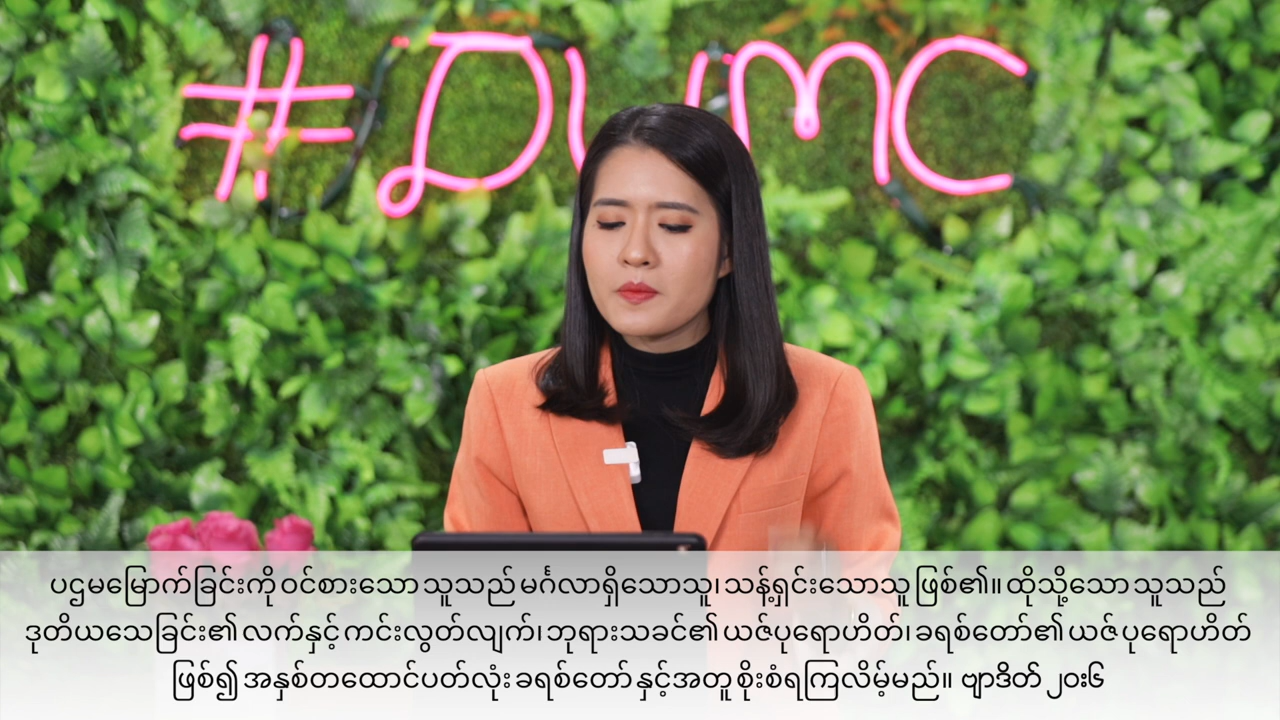 #DUMC
ပဌမမြောက်ခြင်းကို ဝင်စားသော သူသည် မင်္ဂလာရှိသောသူ၊ သန့်ရှင်းသောသူ ဖြစ်၏။ ထိုသို့သော သူသည်
ဒုတိယသေခြင်း၏ လက်နှင့် ကင်းလွတ်လျက်၊ ဘုရားသခင်၏ ယဇ်ပုရောဟိတ်၊ ခရစ်တော်၏ ယဇ် ပုရောဟိတ်
ဖြစ်၍ အနှစ်တထောင်ပတ်လုံး ခရစ်တော် နှင့်အတူ စိုးစံရကြလိမ့်မည်။ ဗျာဒိတ် ၂၀း၆